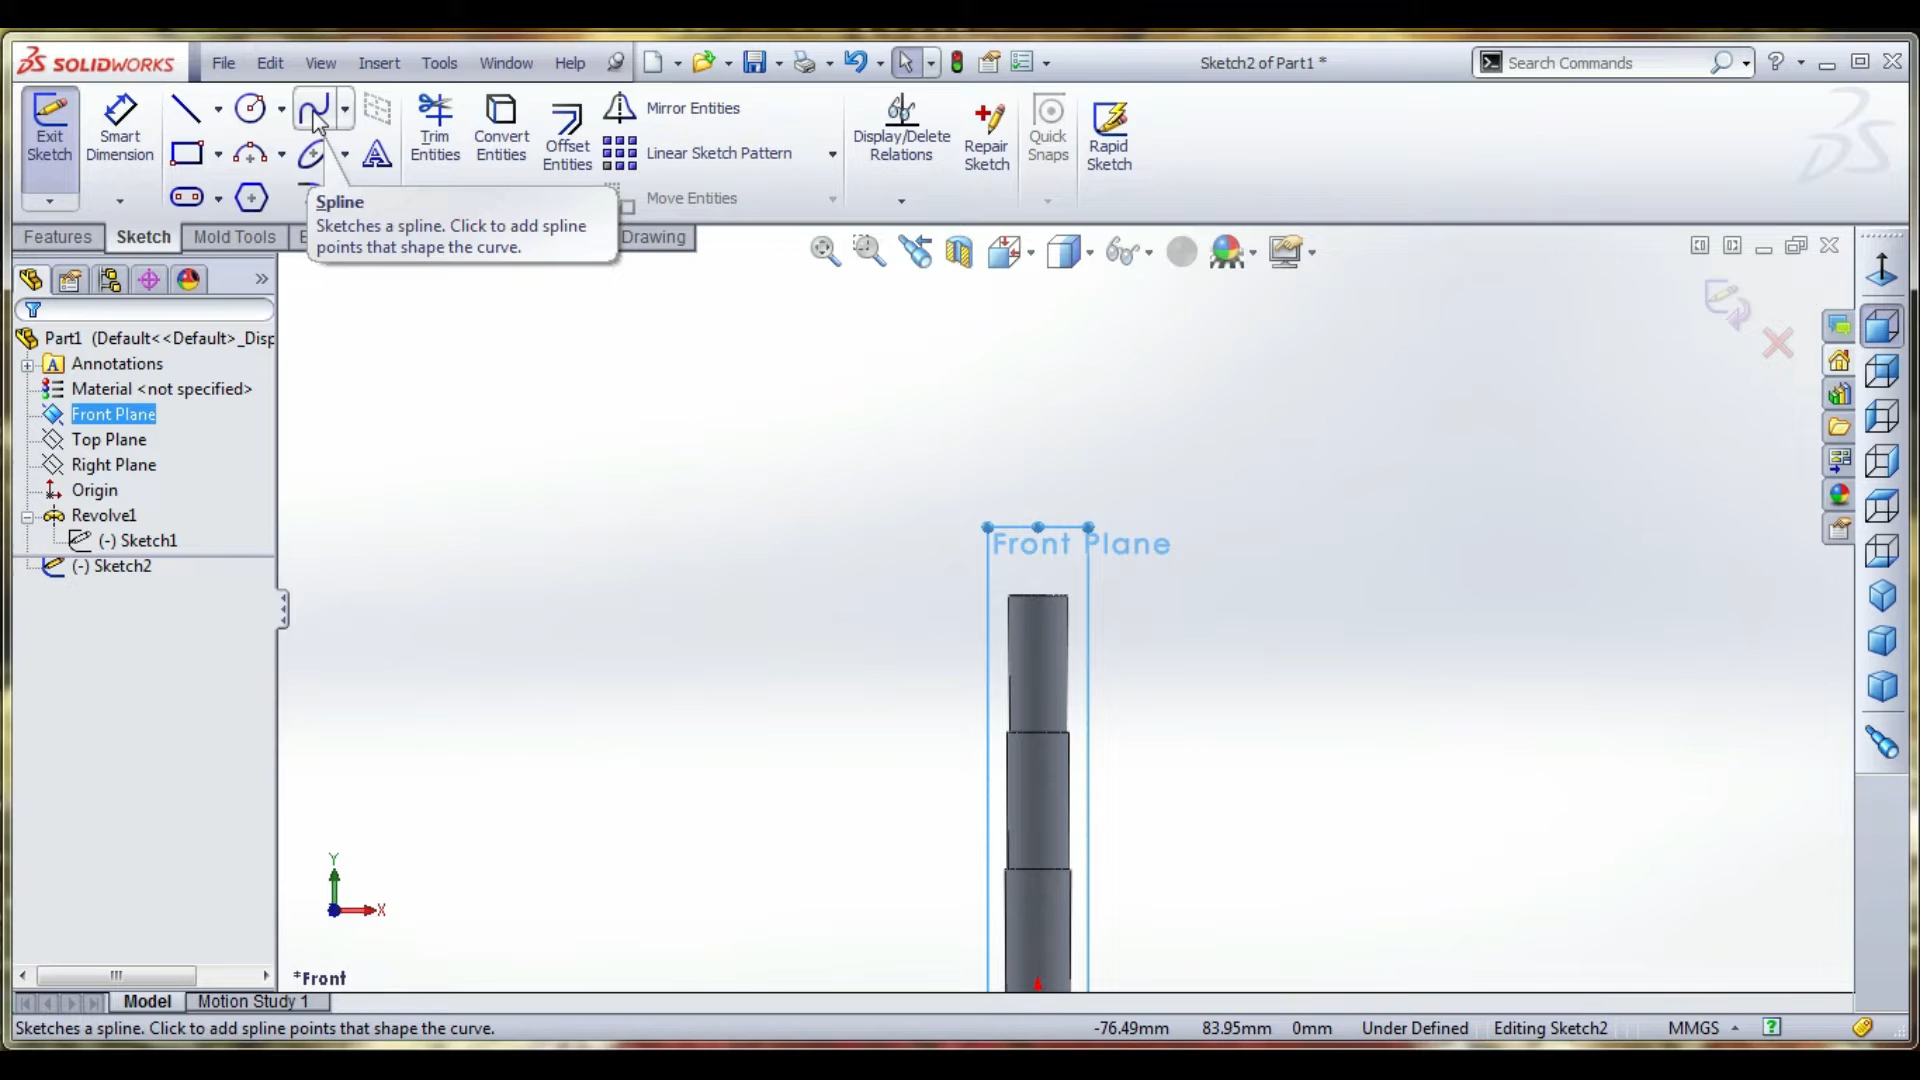 SOLIDWORKS
File Edit View Insert Tools Window Help
Sketch2 of Part1 *
Search Commands
Exit Sketch
Smart Dimension
Trim Entities
Convert Entities
Offset Entities
Mirror Entities
Linear Sketch Pattern
Move Entities
Display/Delete Relations
Repair Sketch
Quick Snaps
Rapid Sketch
Spline
Sketches a spline. Click to add spline
points that shape the curve.
Features Sketch Mold Tools E Drawing
Part1 (Default<<Default>_Disp
Annotations
Material <not specified>
Front Plane
Top Plane
Right Plane
Origin
Revolve1
(-) Sketch1
(-) Sketch2
Front Plane
Y
X
*Front
Model Motion Study 1
Sketches a spline. Click to add spline points that shape the curve.
-76.49mm 83.95mm 0mm Under Defined Editing Sketch2 MMGS